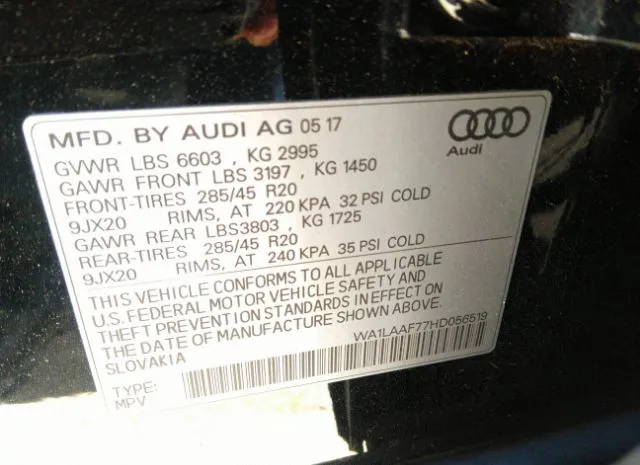 MFD. BY AUDI AG 05 17
Audi
GVWR LBS 6603 , KG 2995
GAWR FRONT LBS 3197 , KG 1450
FRONT-TIRES 285/45 R20
9JX20 RIMS, AT 220 KPA 32 PSI COLD
GAWR REAR LBS3803 , KG 1725
REAR-TIRES 285/45 R20
9JX20 RIMS, AT 240 KPA 35 PSI COLD
THIS VEHICLE CONFORMS TO ALL APPLICABLE
U.S. FEDERAL MOTOR VEHICLE SAFETY AND
THEFT PREVENTION STANDARDS IN EFFECT ON
THE DATE OF MANUFACTURE SHOWN ABOVE.
SLOVAKIA
WA1LAAF77HD056519
TYPE:
MPV